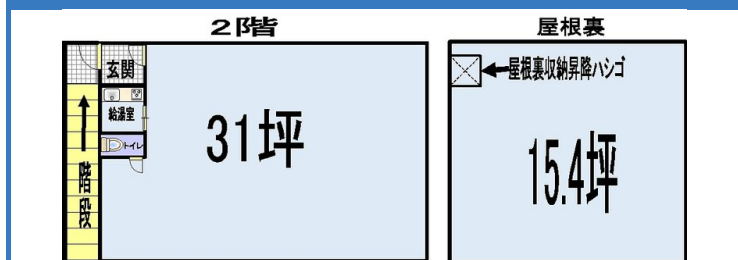 2階
屋根裏
玄関
屋根裏収納昇降ハシゴ
給湯室
31坪
15.4坪
トイレ
階段